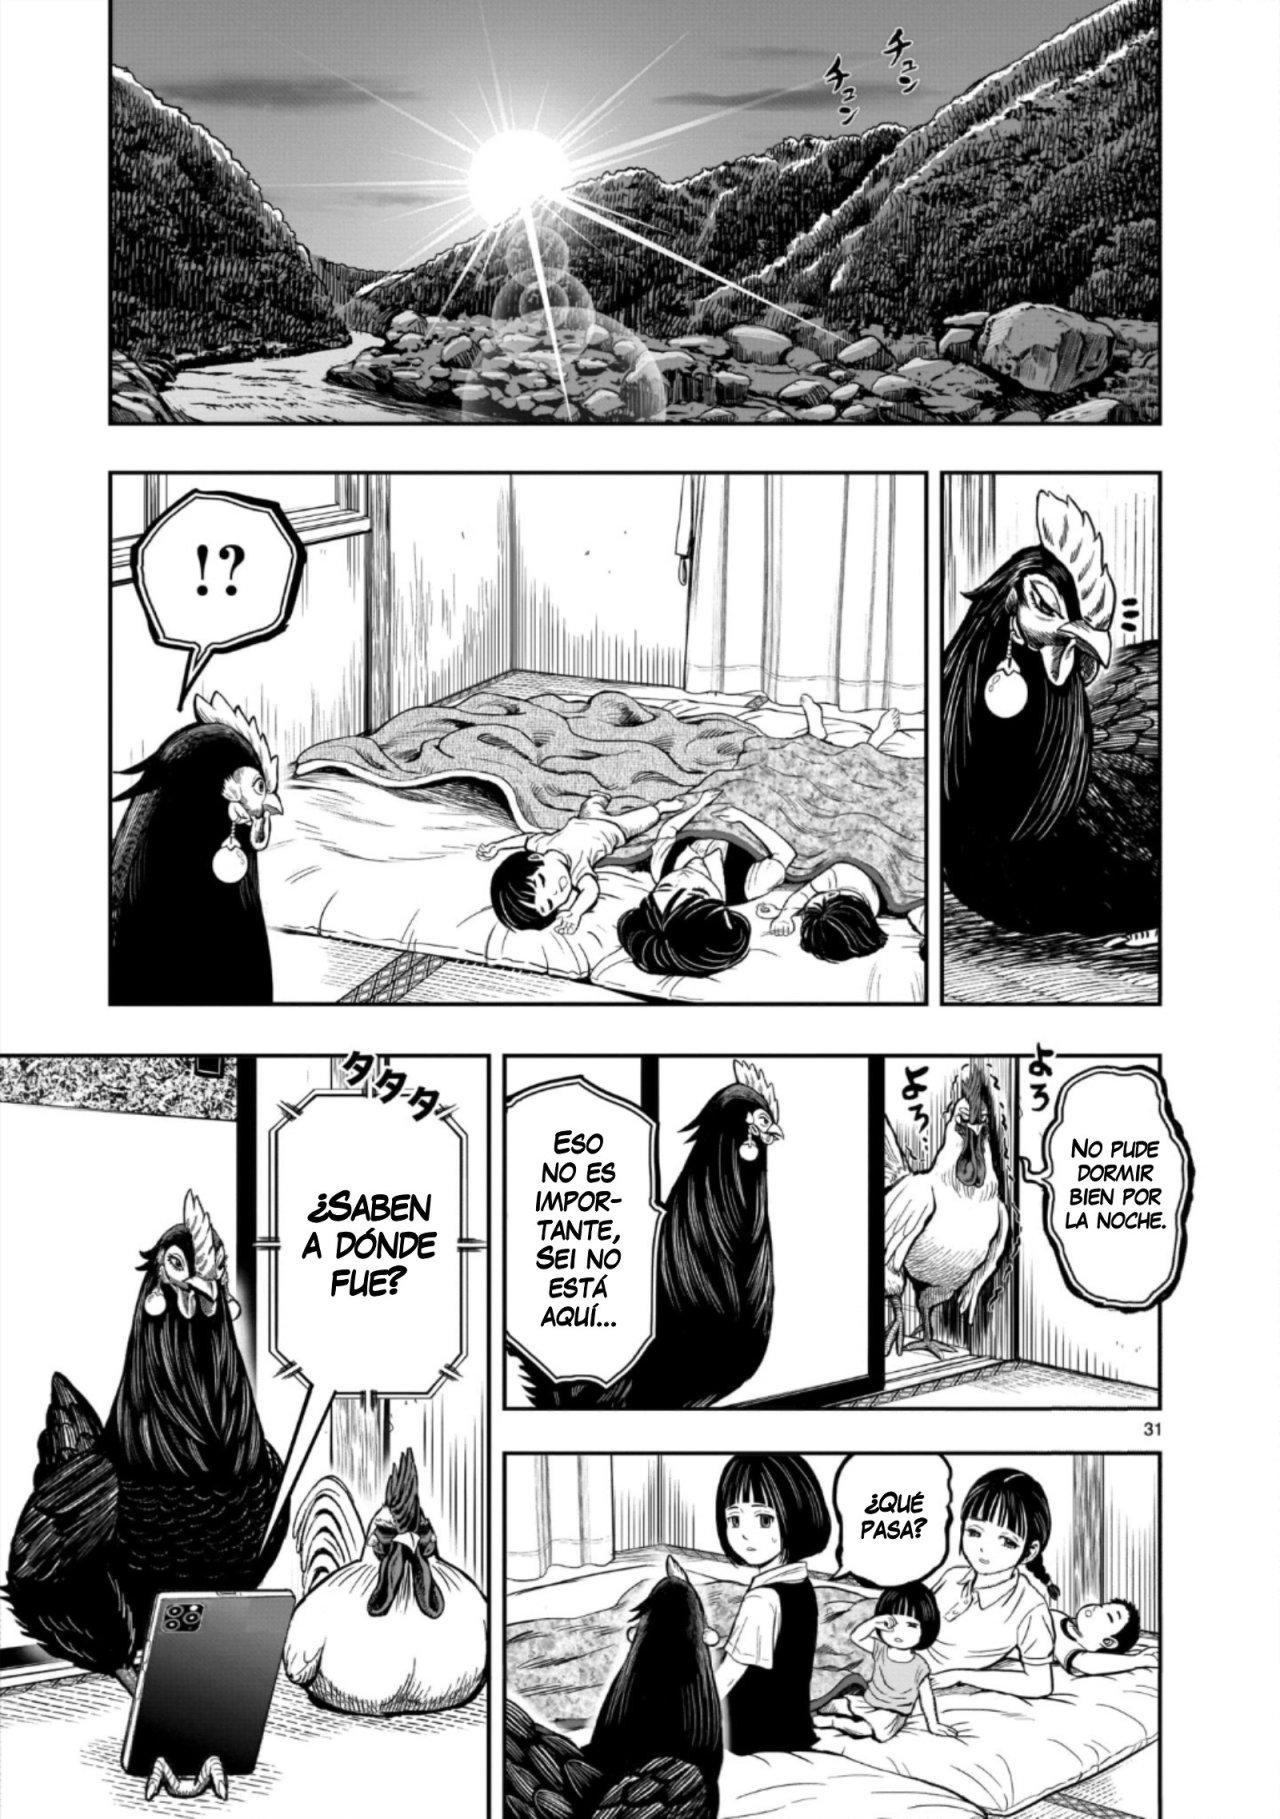 チュン
チュン
!?
よろ
よろ…
NO PUDE
DORMIR
BIEN POR
LA NOCHE.
ESO
NO ES
IMPOR-
TANTE,
SEI NO
ESTÁ
AQUÍ...
31
¿QUÉ
PASA?
タタタ
¿SABEN
A DÓNDE
FUE?